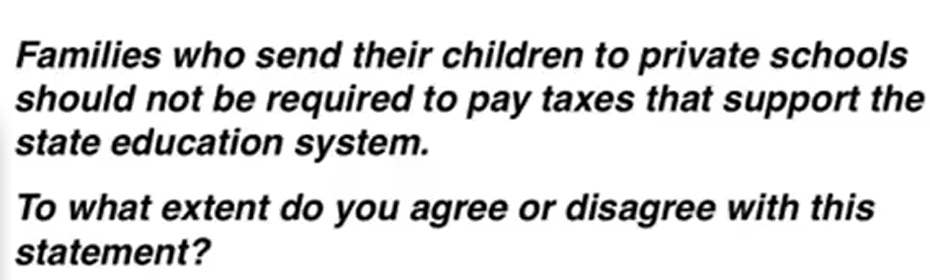 Families who send their children to private schools
should not be required to pay taxes that support the
state education system.
To what extent do you agree or disagree with this
statement?